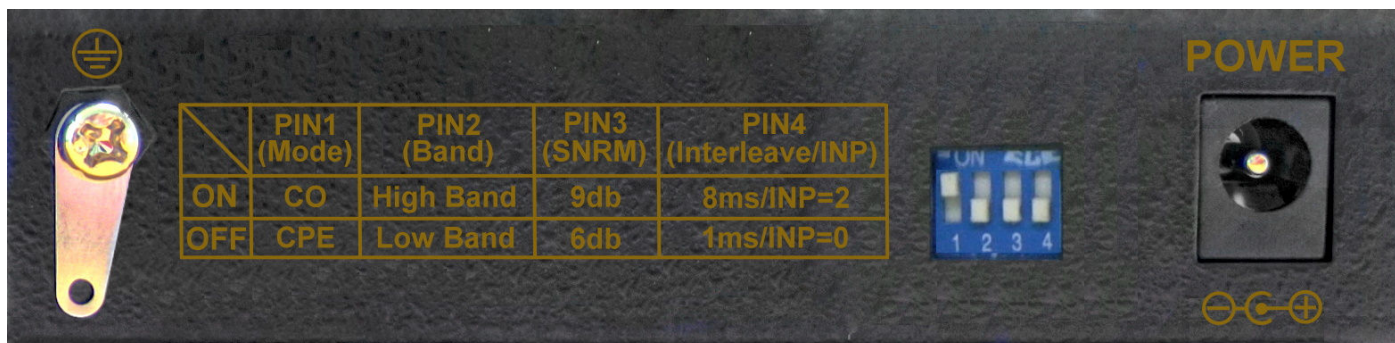 POWER
PIN1 PIN2 PIN3 PIN4
(Mode) (Band) (SNRM) (Interleave/INP)
ON CO High Band 9db 8ms/INP=2
OFF CPE Low Band 6db 1ms/INP=0
ON
1 2 3 4